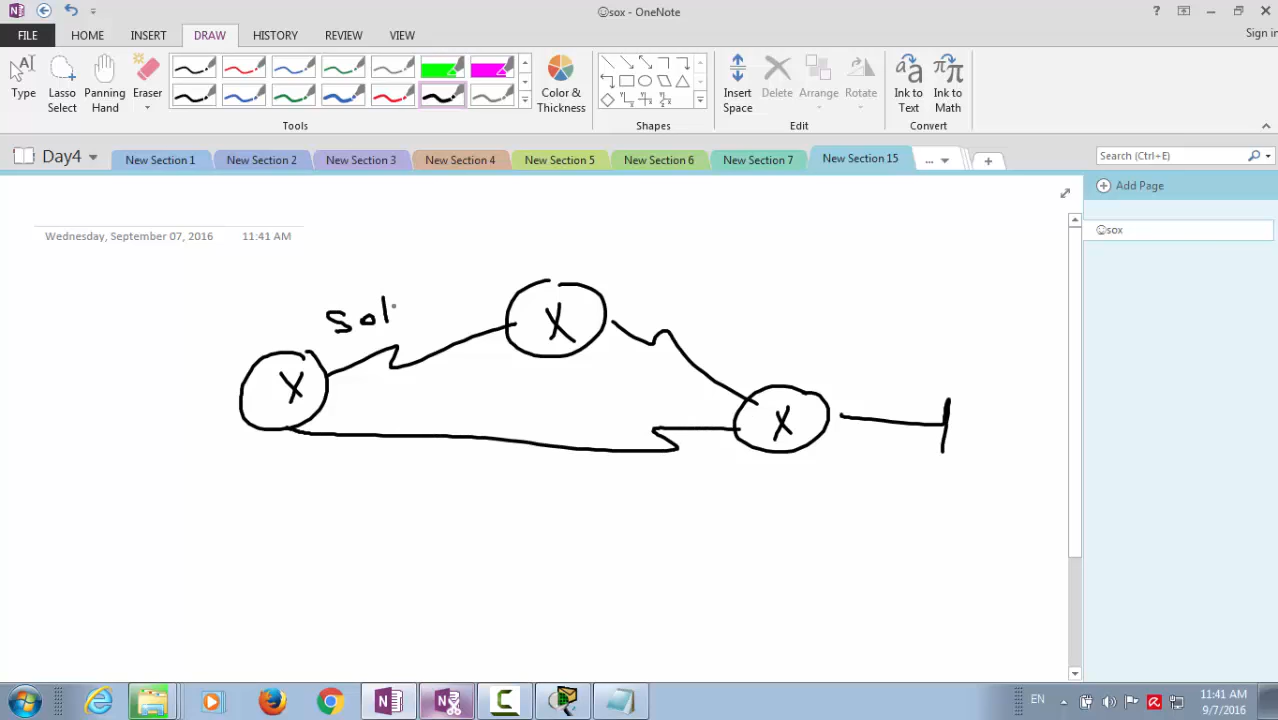 ☺sox - OneNote
?
FILE HOME INSERT DRAW HISTORY REVIEW VIEW
Sign in
Type
Lasso Select
Panning Hand
Eraser
Color & Thickness
Insert Space
Delete
Arrange
Rotate
Ink to Text
Ink to Math
Tools
Shapes
Edit
Convert
Day4
New Section 1
New Section 2
New Section 3
New Section 4
New Section 5
New Section 6
New Section 7
New Section 15
...
Search (Ctrl+E)
Add Page
☺sox
Wednesday, September 07, 2016 11:41 AM
X
X
X
EN
11:41 AM
9/7/2016